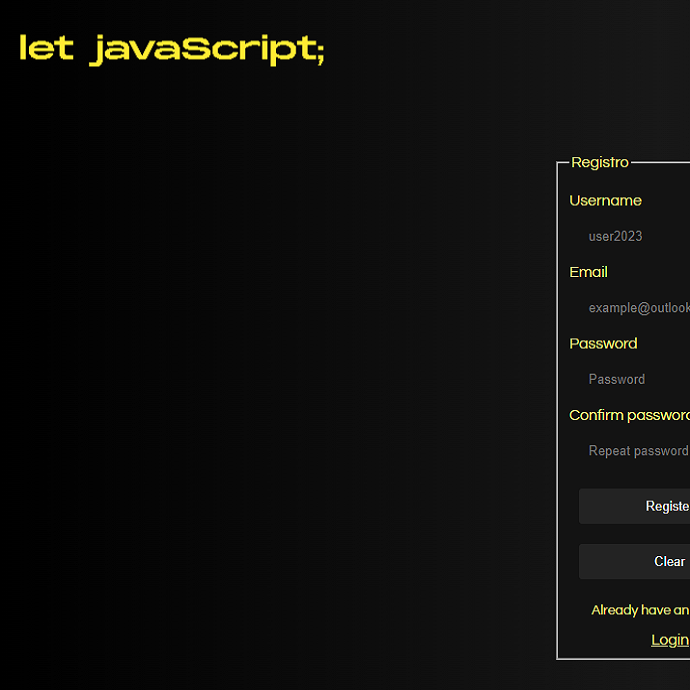 let javaScript;
Registro
Username
user2023
Email
example@outlook
Password
Password
Confirm password
Repeat password
Registe
Clear
Already have an
Login